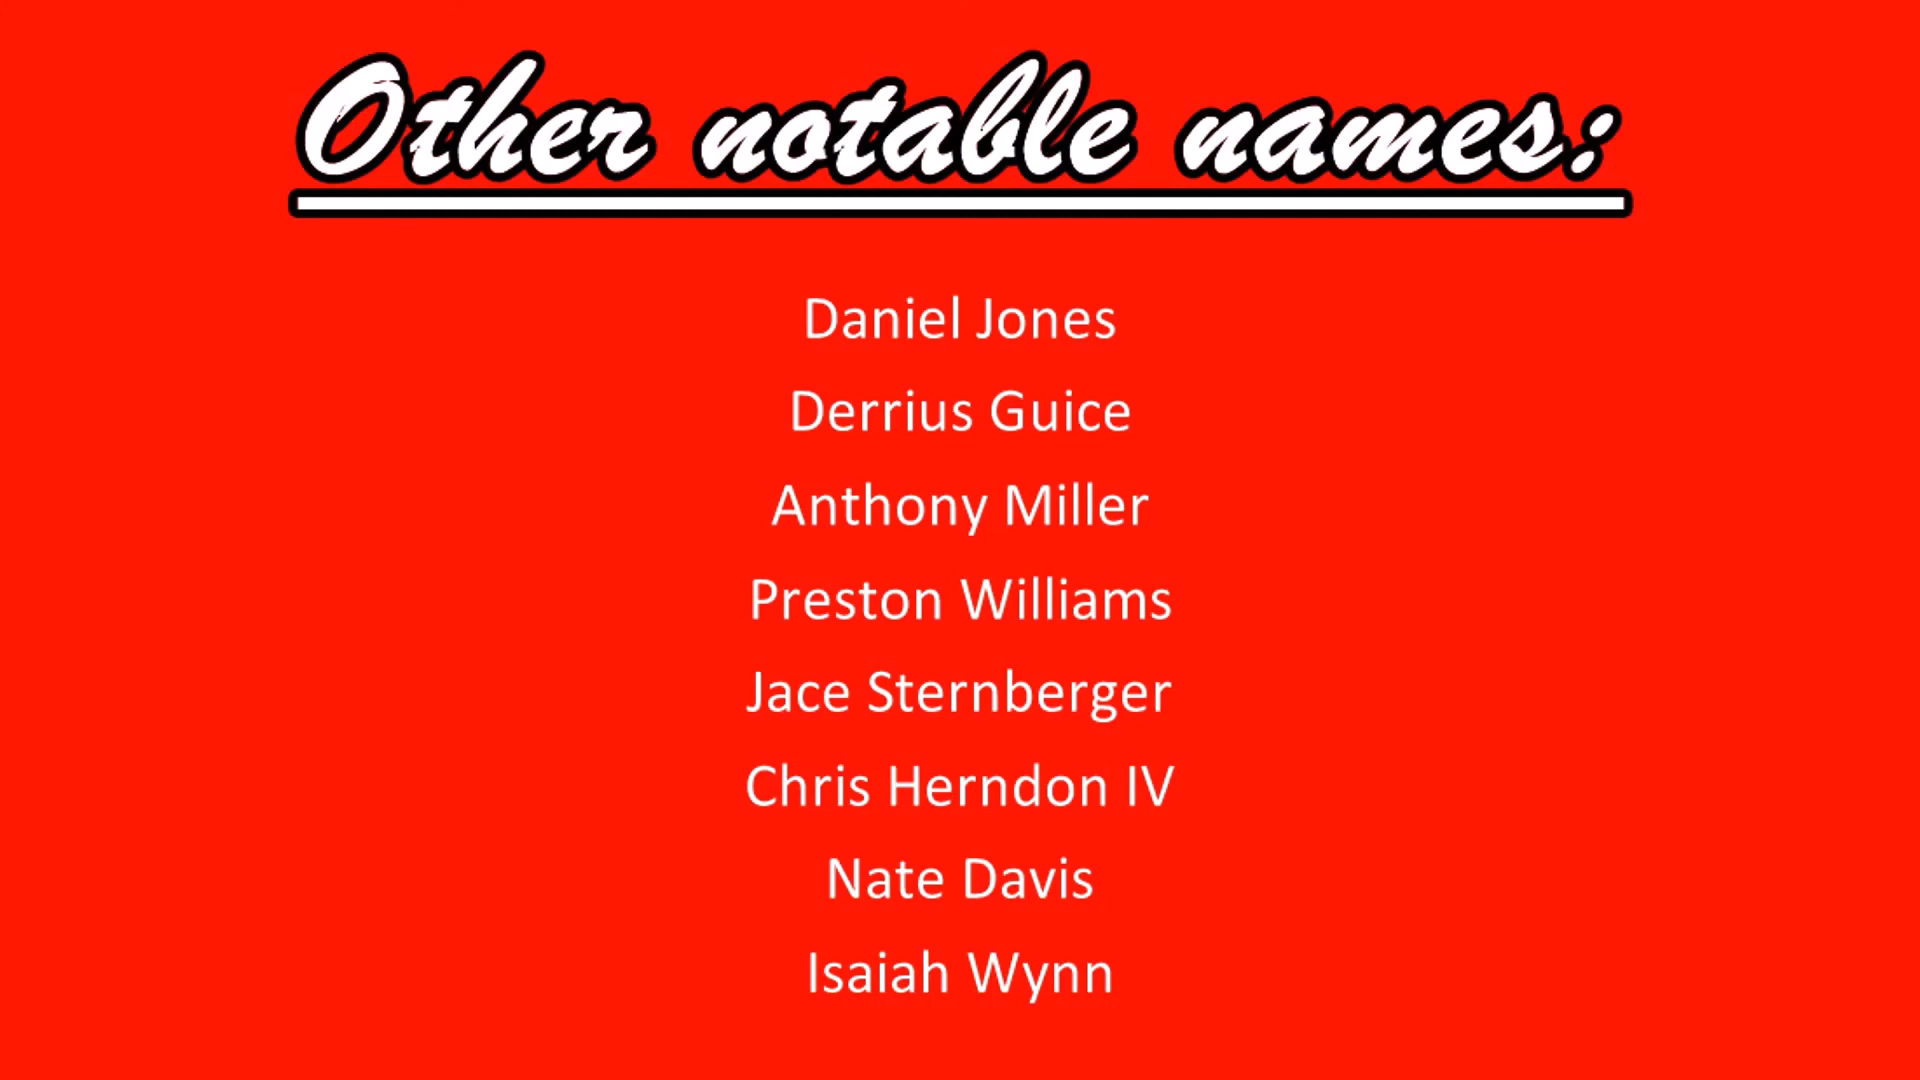 Other notable names:
Daniel Jones
Derrius Guice
Anthony Miller
Preston Williams
Jace Sternberger
Chris Herndon IV
Nate Davis
Isaiah Wynn